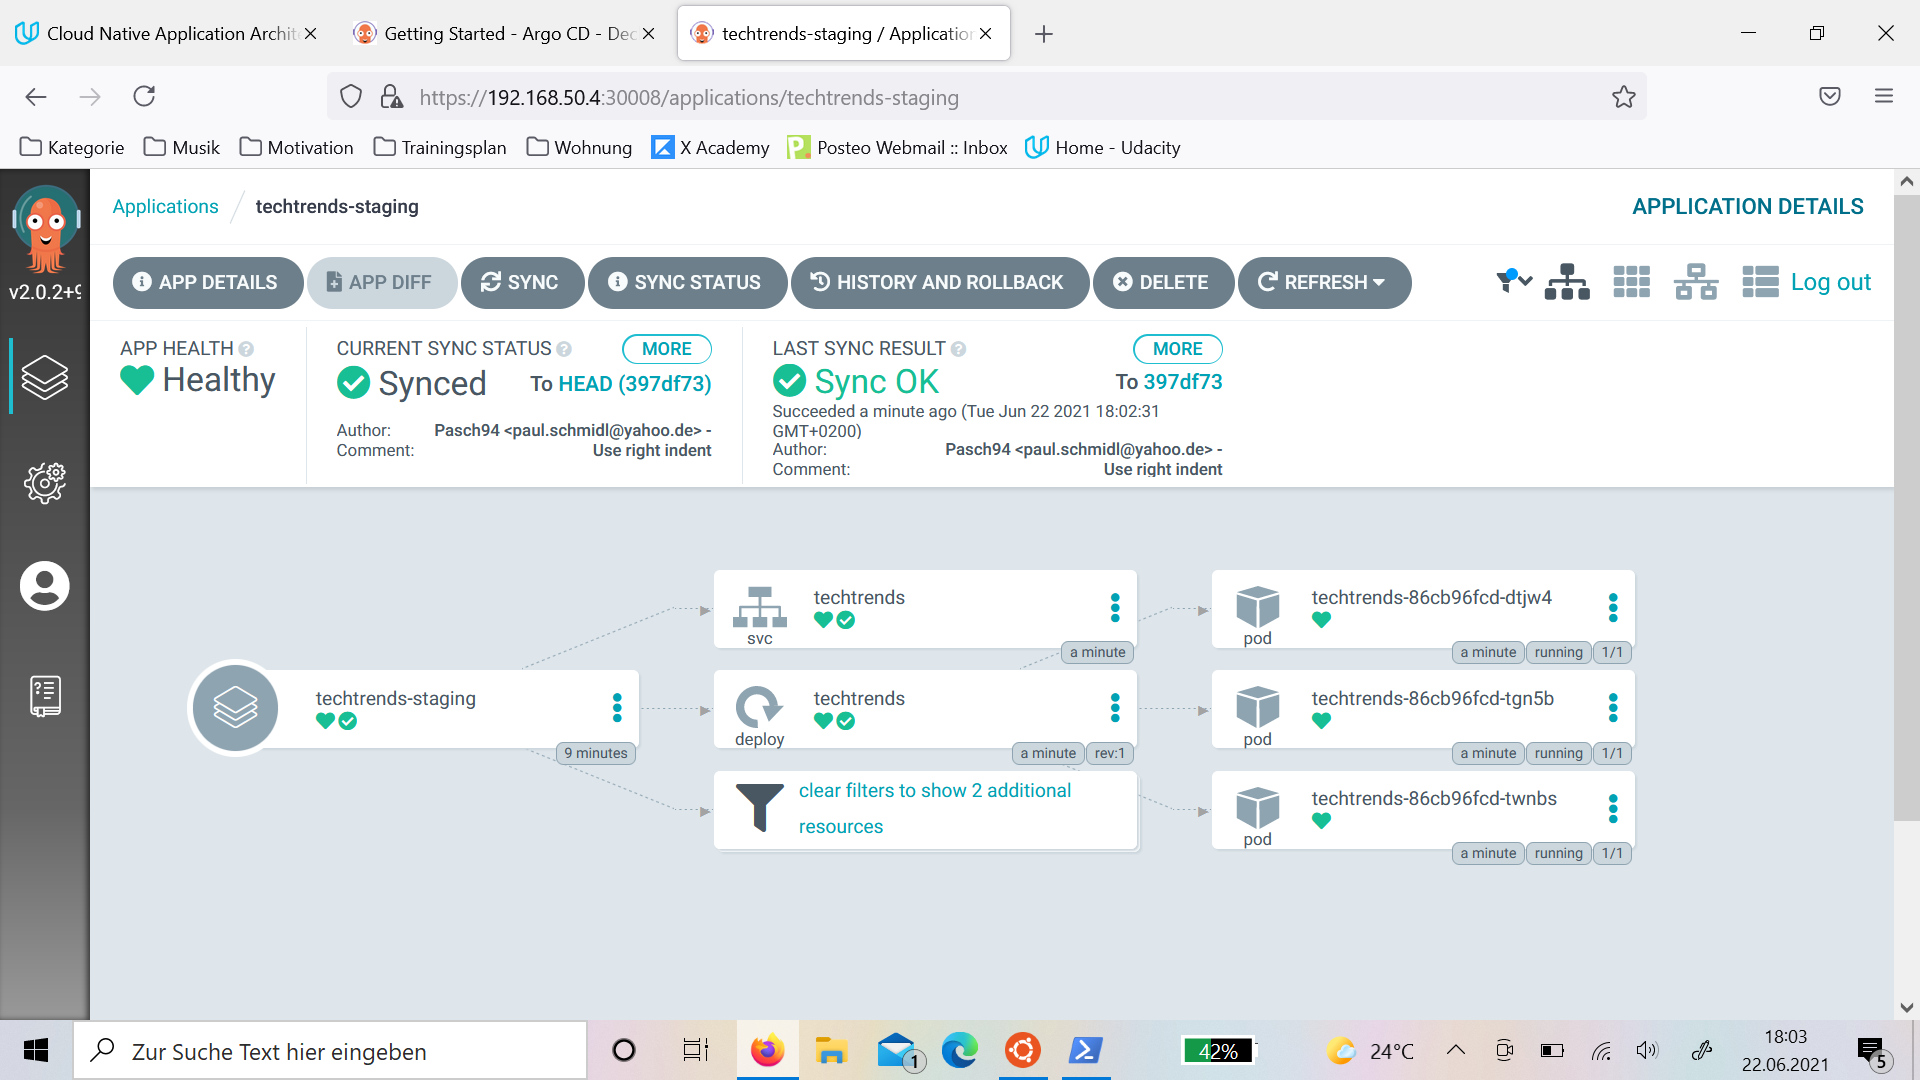 Cloud Native Application Archit
Getting Started - Argo CD - Dec
techtrends-staging / Application
https://192.168.50.4:30008/applications/techtrends-staging
Kategorie
Musik
Motivation
Trainingsplan
Wohnung
X Academy
Posteo Webmail :: Inbox
Home - Udacity
v2.0.2+9
Applications
techtrends-staging
APPLICATION DETAILS
APP DETAILS
APP DIFF
SYNC
SYNC STATUS
HISTORY AND ROLLBACK
DELETE
REFRESH
Log out
APP HEALTH
Healthy
CURRENT SYNC STATUS
MORE
Synced
To HEAD (397df73)
Author: Pasch94 <paul.schmidl@yahoo.de> -
Comment: Use right indent
LAST SYNC RESULT
MORE
Sync OK
To 397df73
Succeeded a minute ago (Tue Jun 22 2021 18:02:31
GMT+0200)
Author: Pasch94 <paul.schmidl@yahoo.de> -
Comment: Use right indent
techtrends-staging
9 minutes
svc
techtrends
a minute
deploy
techtrends
a minute
rev:1
clear filters to show 2 additional
resources
pod
techtrends-86cb96fcd-dtjw4
a minute
running
1/1
pod
techtrends-86cb96fcd-tgn5b
a minute
running
1/1
pod
techtrends-86cb96fcd-twnbs
a minute
running
1/1
Zur Suche Text hier eingeben
1
42%
24°C
18:03
22.06.2021
5